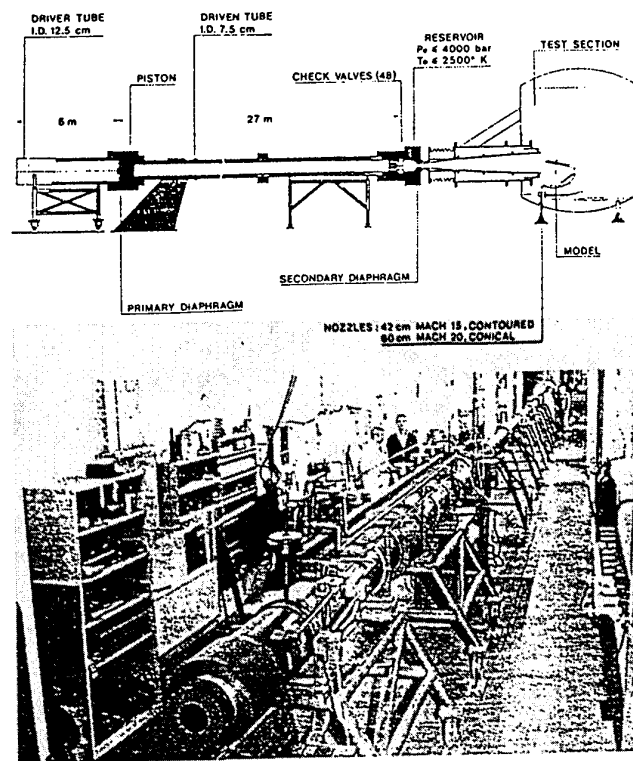 DRIVER TUBE
I.D. 12.5 cm
DRIVEN TUBE
I.D. 7.5 cm
RESERVOIR
Po ≤ 4000 bar
To ≤ 2500° K
TEST SECTION
PISTON
CHECK VALVES (48)
6 m
27 m
MODEL
SECONDARY DIAPHRAGM
PRIMARY DIAPHRAGM
NOZZLES: 42 cm MACH 15, CONTOURED
60 cm MACH 20, CONICAL